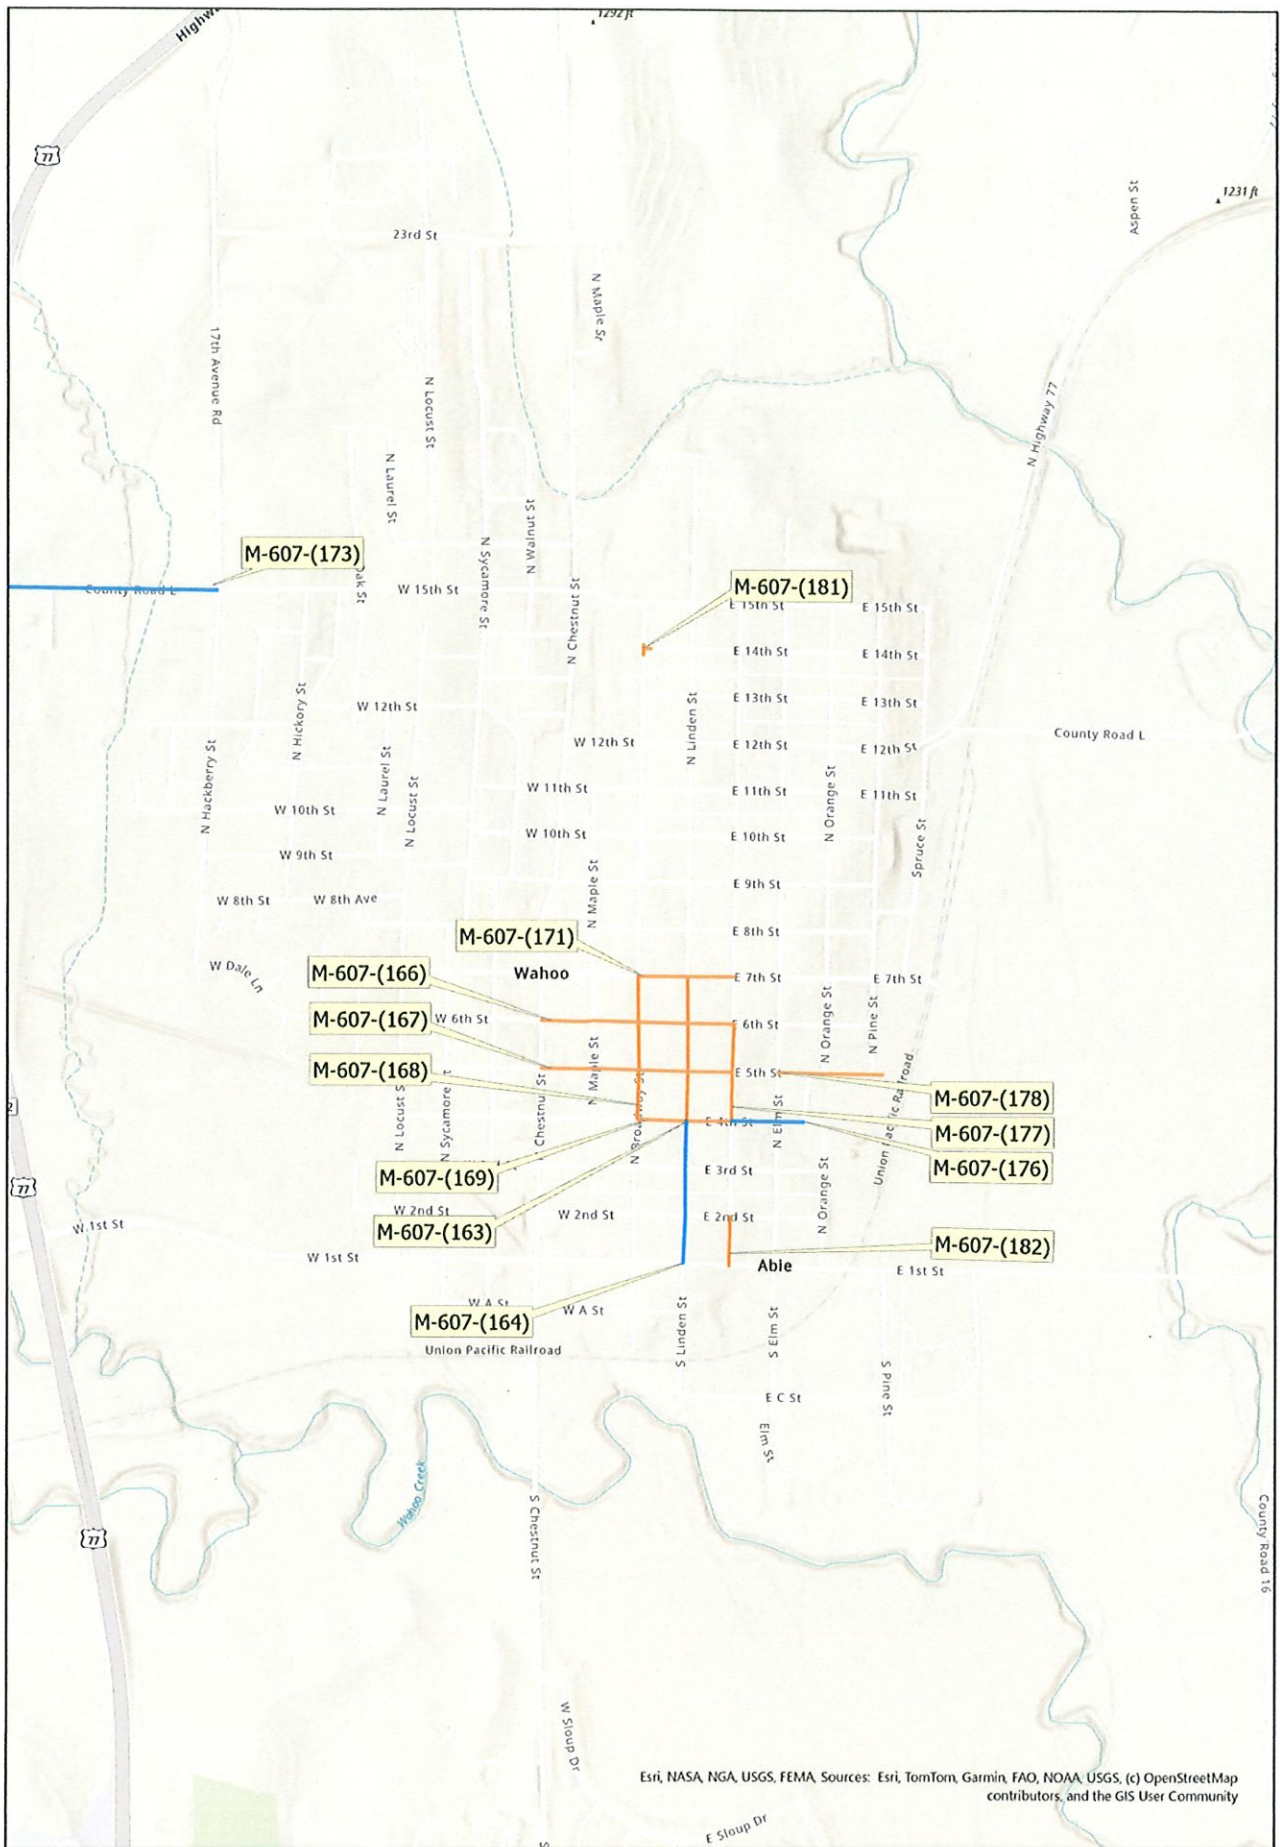 1292 ft
77
1231 ft
Aspen St
23rd St
N Maple St
17th Avenue Rd
N Locust St
N Highway 77
N Laurel St
N Walnut St
N Sycamore St
M-607-(173)
County Road L
W 15th St
N Chestnut St
M-607-(181)
E 15th St
E 15th St
E 14th St
E 14th St
E 13th St
E 13th St
N Hickory St
W 12th St
N Linden St
W 12th St
E 12th St
E 12th St
County Road L
N Hackberry St
N Laurel St
N Locust St
W 11th St
E 11th St
N Orange St
E 11th St
W 10th St
W 10th St
E 10th St
Spruce St
W 9th St
E 9th St
W 8th St
W 8th Ave
N Maple St
E 8th St
M-607-(171)
W Dale Ln
M-607-(166)
Wahoo
E 7th St
E 7th St
M-607-(167)
W 6th St
E 6th St
N Orange St
N Pine St
M-607-(168)
N Maple St
E 5th St
Union Pacific Railroad
M-607-(178)
N Locust S
N Sycamore
Chestnut St
N Broadway St
E 4th St
N Elm St
M-607-(177)
M-607-(169)
E 3rd St
N Orange St
M-607-(176)
77
W 1st St
W 2nd St
W 2nd St
E 2nd St
M-607-(163)
M-607-(182)
W 1st St
Abie
E 1st St
W A St
W A St
M-607-(164)
Union Pacific Railroad
S Linden St
S Elm St
S Pine St
E C St
Elm St
Wahoo Creek
S Chestnut St
77
County Road 16
W Sloup Dr
Esri, NASA, NGA, USGS, FEMA, Sources: Esri, TomTom, Garmin, FAO, NOAA, USGS, (c) OpenStreetMap
contributors, and the GIS User Community
E Sloup Dr